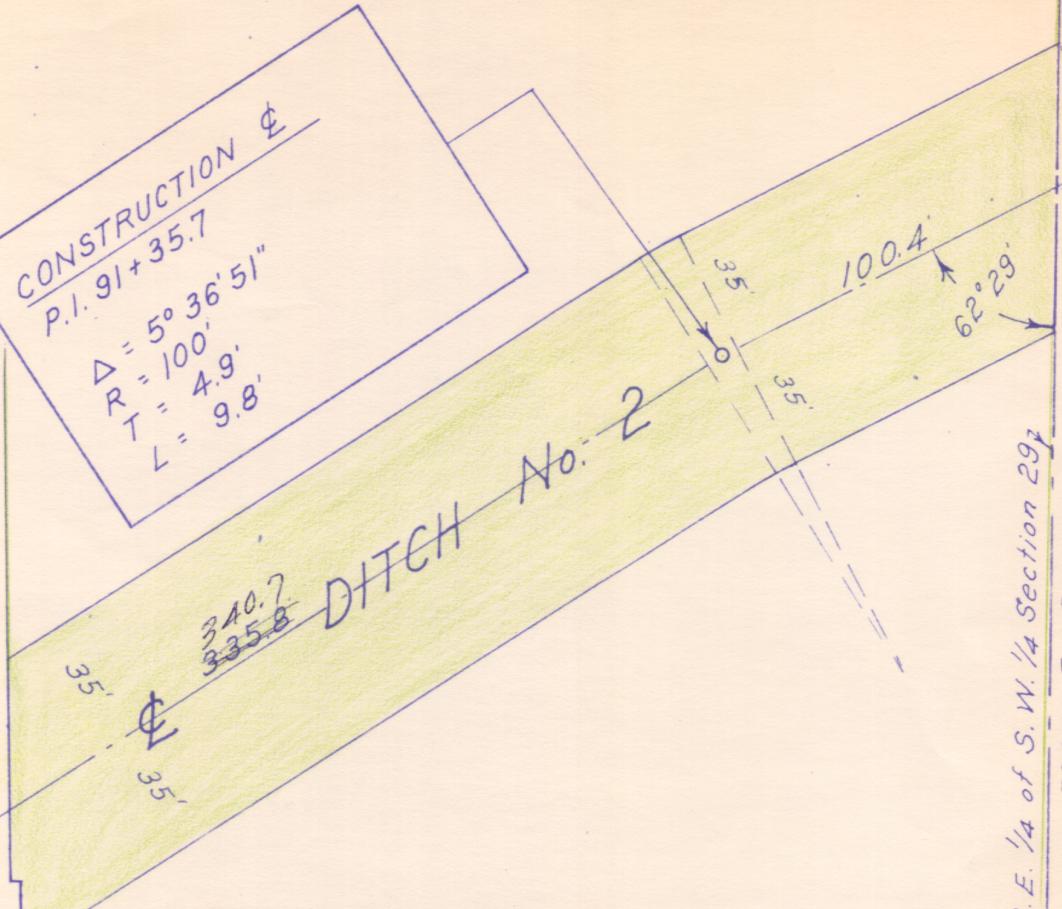 CONSTRUCTION ℄
P.I. 91+35.7
Δ = 5° 36' 51"
R = 100'
T = 4.9'
L = 9.8'
35'
100.4'
62° 29'
35'
DITCH No. 2
340.7
335.8
35'
℄
35'
.E. 1/4 of S.W. 1/4 Section 29